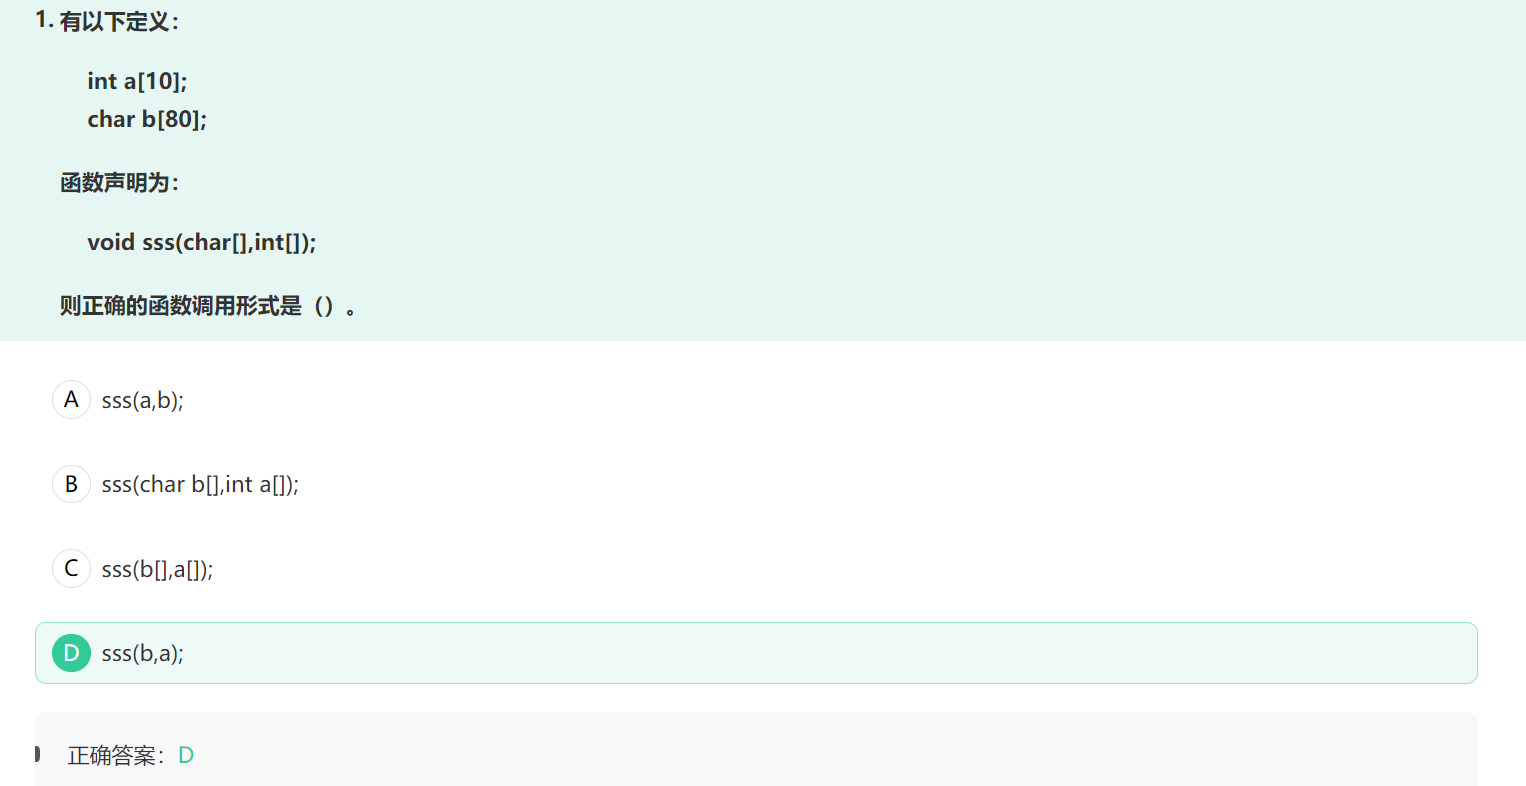 1. 有以下定义：
int a[10];
char b[80];
函数声明为：
void sss(char[],int[]);
则正确的函数调用形式是（）。
A sss(a,b);
B sss(char b[],int a[]);
C sss(b[],a[]);
D sss(b,a);
正确答案：D